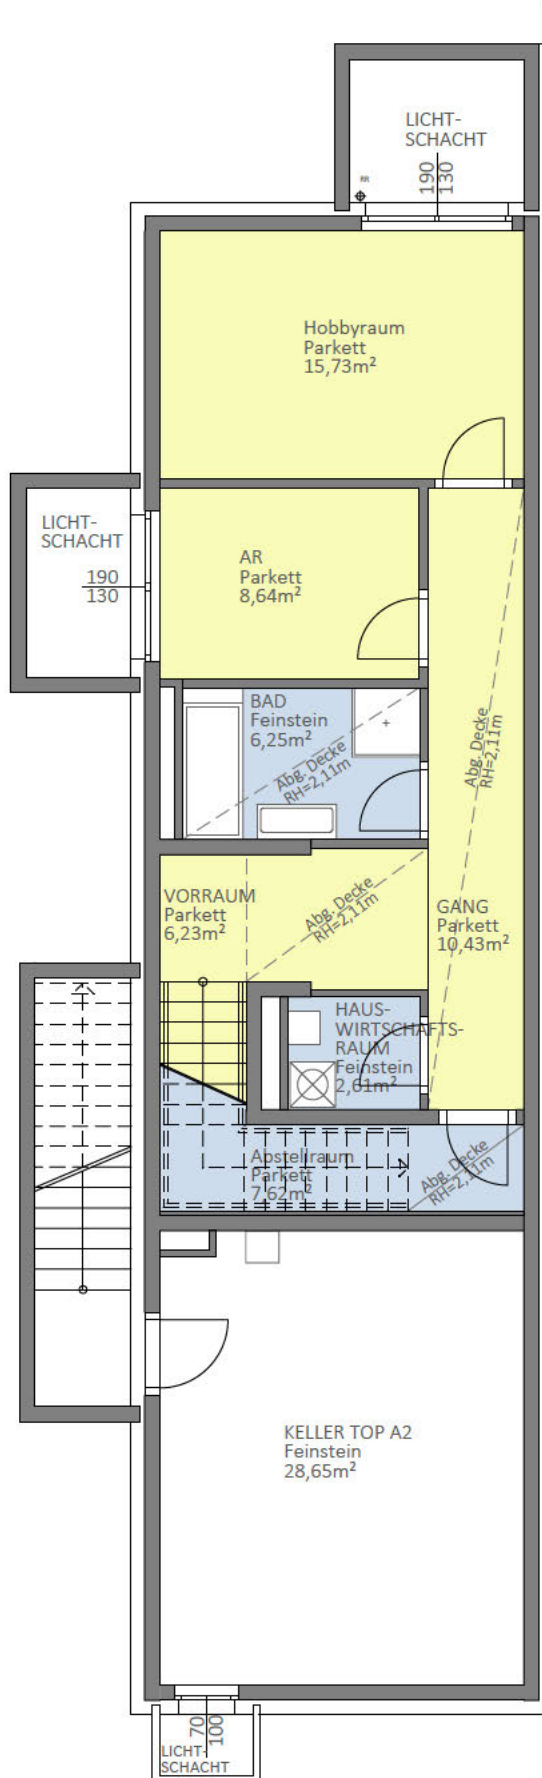 LICHT-
SCHACHT
190
130
RR
Hobbyraum
Parkett
15,73m²
LICHT-
SCHACHT
190
130
AR
Parkett
8,64m²
BAD
Feinstein
6,25m²
Abg. Decke
RH=2,11m
Abg. Decke
RH=2,11m
VORRAUM
Parkett
6,23m²
Abg. Decke
RH=2,11m
GANG
Parkett
10,43m²
HAUS-
WIRTSCHAFTS-
RAUM
Feinstein
2,61m²
Abstellraum
Parkett
7,62m²
Abg. Decke
RH=2,11m
KELLER TOP A2
Feinstein
28,65m²
70
100
LICHT-
SCHACHT